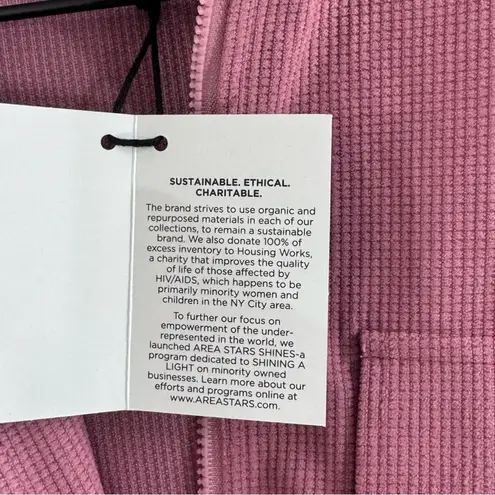 SUSTAINABLE. ETHICAL.
CHARITABLE.
The brand strives to use organic and
repurposed materials in each of our
collections, to remain a sustainable
brand. We also donate 100% of
excess inventory to Housing Works,
a charity that improves the quality
of life of those affected by
HIV/AIDS, which happens to be
primarily minority women and
children in the NY City area.
To further our focus on
empowerment of the under-
represented in the world, we
launched AREA STARS SHINES-a
program dedicated to SHINING A
LIGHT on minority owned
businesses. Learn more about our
efforts and programs online at
www.AREASTARS.com.